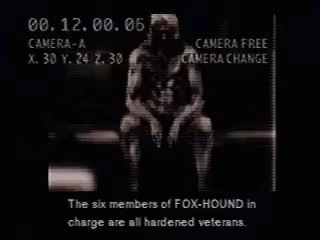 00.12.00.06
CAMERA-A
CAMERA FREE
X. 30 Y. 24 Z. 30
CAMERA CHANGE
The six members of FOX-HOUND in
charge are all hardened veterans.